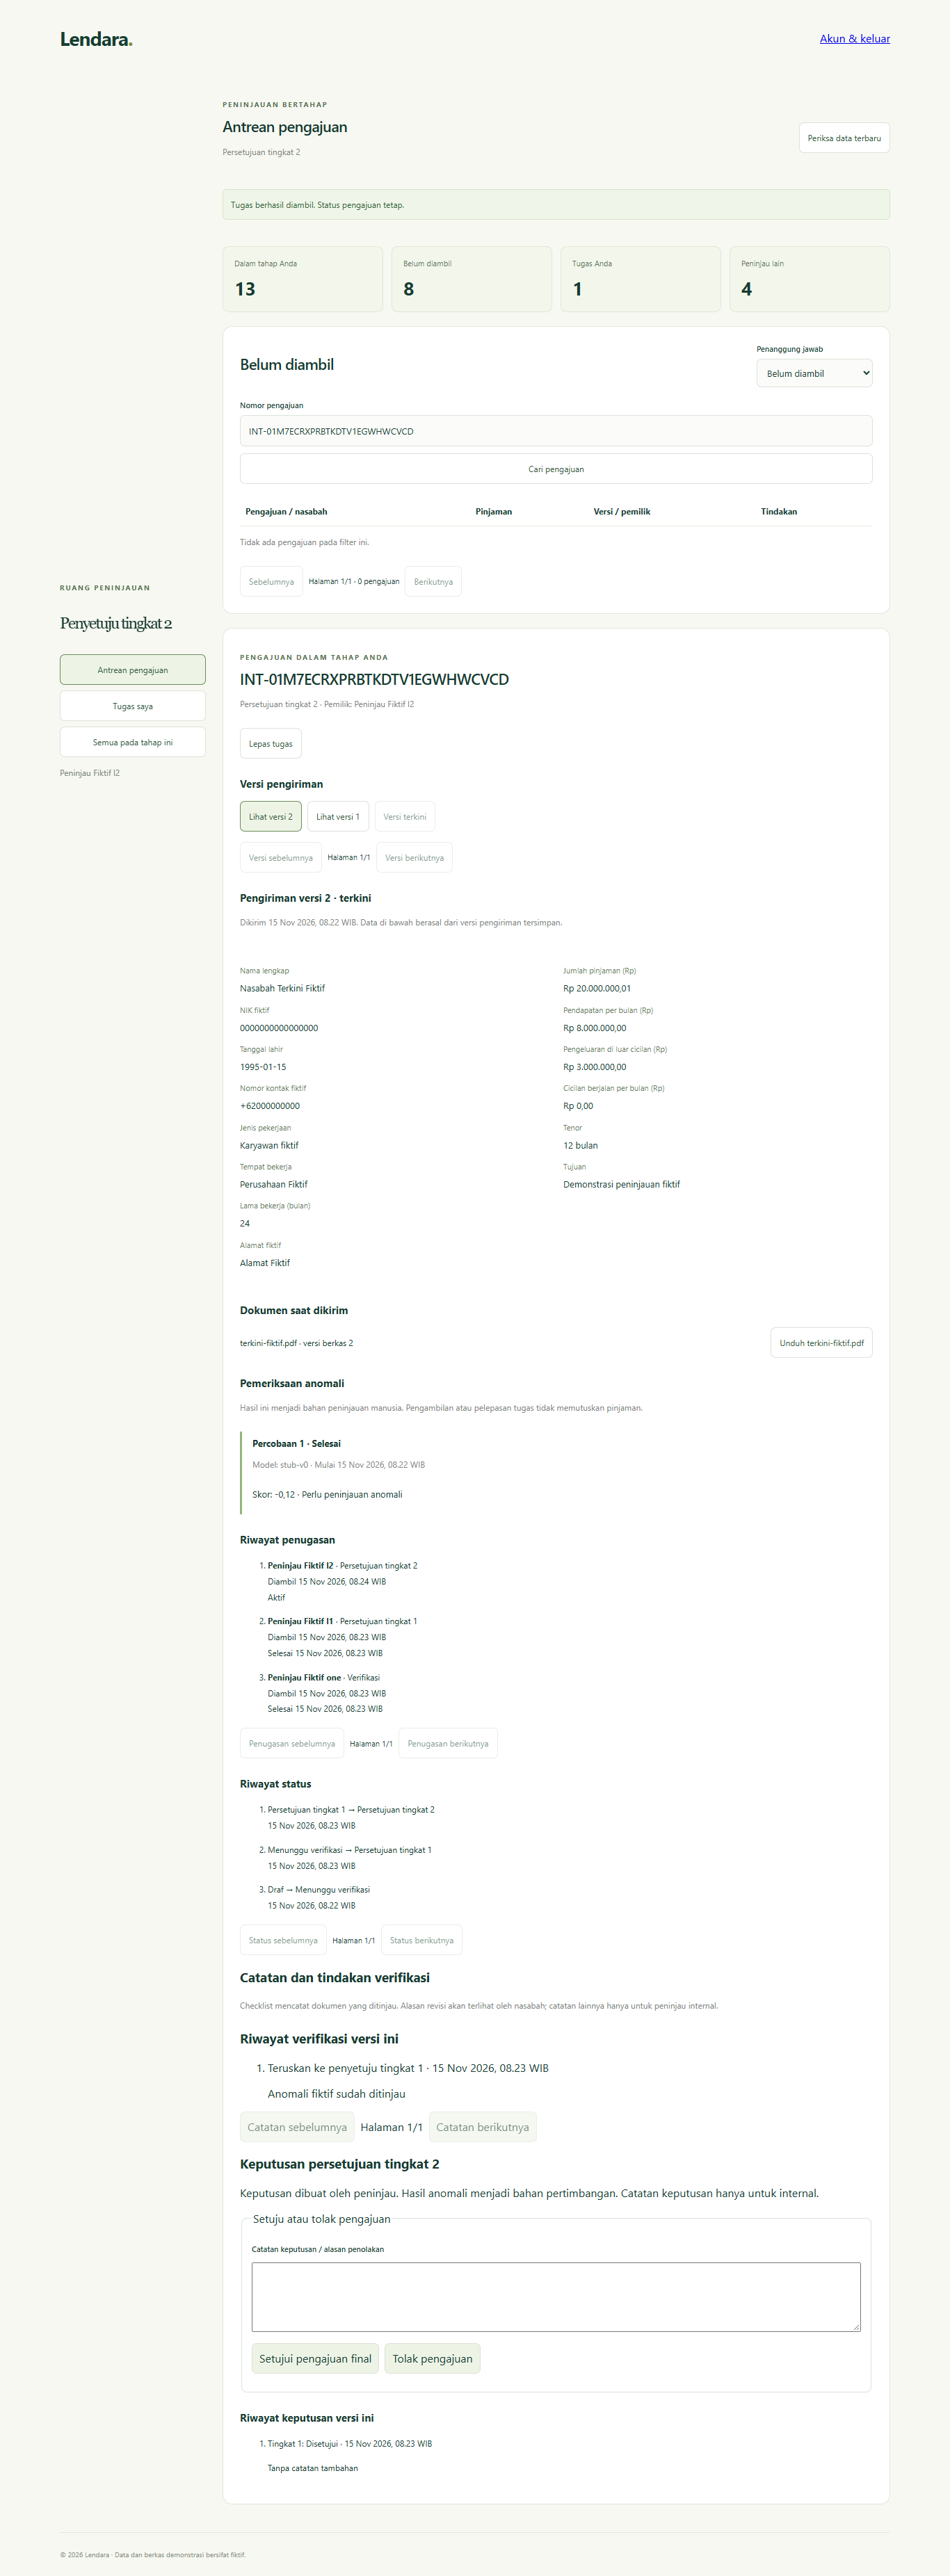 Lendara.
Akun & keluar
PENINJAUAN BERTAHAP
Antrean pengajuan
Persetujuan tingkat 2
Periksa data terbaru
Tugas berhasil diambil. Status pengajuan tetap.
Dalam tahap Anda
13
Belum diambil
8
Tugas Anda
1
Peninjau lain
4
Belum diambil
Penanggung jawab
Belum diambil
Nomor pengajuan
INT-01M7ECRXPRBTKDTV1EGWHWCVCD
Cari pengajuan
Pengajuan / nasabah Pinjaman Versi / pemilik Tindakan
Tidak ada pengajuan pada filter ini.
Sebelumnya Halaman 1/1 · 0 pengajuan Berikutnya
RUANG PENINJAUAN
Penyetuju tingkat 2
Antrean pengajuan
Tugas saya
Semua pada tahap ini
Peninjau Fiktif l2
PENGAJUAN DALAM TAHAP ANDA
INT-01M7ECRXPRBTKDTV1EGWHWCVCD
Persetujuan tingkat 2 · Pemilik: Peninjau Fiktif l2
Lepas tugas
Versi pengiriman
Lihat versi 2 Lihat versi 1 Versi terkini
Versi sebelumnya Halaman 1/1 Versi berikutnya
Pengiriman versi 2 · terkini
Dikirim 15 Nov 2026, 08.22 WIB. Data di bawah berasal dari versi pengiriman tersimpan.
Nama lengkap
Nasabah Terkini Fiktif
NIK fiktif
0000000000000000
Tanggal lahir
1995-01-15
Nomor kontak fiktif
+62000000000
Jenis pekerjaan
Karyawan fiktif
Tempat bekerja
Perusahaan Fiktif
Lama bekerja (bulan)
24
Alamat fiktif
Alamat Fiktif
Jumlah pinjaman (Rp)
Rp 20.000.000,01
Pendapatan per bulan (Rp)
Rp 8.000.000,00
Pengeluaran di luar cicilan (Rp)
Rp 3.000.000,00
Cicilan berjalan per bulan (Rp)
Rp 0,00
Tenor
12 bulan
Tujuan
Demonstrasi peninjauan fiktif
Dokumen saat dikirim
terkini-fiktif.pdf · versi berkas 2
Unduh terkini-fiktif.pdf
Pemeriksaan anomali
Hasil ini menjadi bahan peninjauan manusia. Pengambilan atau pelepasan tugas tidak memutuskan pinjaman.
Percobaan 1 · Selesai
Model: stub-v0 · Mulai 15 Nov 2026, 08.22 WIB
Skor: -0,12 · Perlu peninjauan anomali
Riwayat penugasan
1. Peninjau Fiktif l2 · Persetujuan tingkat 2
Diambil 15 Nov 2026, 08.24 WIB
Aktif
2. Peninjau Fiktif l1 · Persetujuan tingkat 1
Diambil 15 Nov 2026, 08.23 WIB
Selesai 15 Nov 2026, 08.23 WIB
3. Peninjau Fiktif one · Verifikasi
Diambil 15 Nov 2026, 08.23 WIB
Selesai 15 Nov 2026, 08.23 WIB
Penugasan sebelumnya Halaman 1/1 Penugasan berikutnya
Riwayat status
1. Persetujuan tingkat 1 → Persetujuan tingkat 2
15 Nov 2026, 08.23 WIB
2. Menunggu verifikasi → Persetujuan tingkat 1
15 Nov 2026, 08.23 WIB
3. Draf → Menunggu verifikasi
15 Nov 2026, 08.22 WIB
Status sebelumnya Halaman 1/1 Status berikutnya
Catatan dan tindakan verifikasi
Checklist mencatat dokumen yang ditinjau. Alasan revisi akan terlihat oleh nasabah; catatan lainnya hanya untuk peninjau internal.
Riwayat verifikasi versi ini
1. Teruskan ke penyetuju tingkat 1 · 15 Nov 2026, 08.23 WIB
Anomali fiktif sudah ditinjau
Catatan sebelumnya Halaman 1/1 Catatan berikutnya
Keputusan persetujuan tingkat 2
Keputusan dibuat oleh peninjau. Hasil anomali menjadi bahan pertimbangan. Catatan keputusan hanya untuk internal.
Setuju atau tolak pengajuan
Catatan keputusan / alasan penolakan
Setujui pengajuan final Tolak pengajuan
Riwayat keputusan versi ini
1. Tingkat 1: Disetujui · 15 Nov 2026, 08.23 WIB
Tanpa catatan tambahan
© 2026 Lendara · Data dan berkas demonstrasi bersifat fiktif.